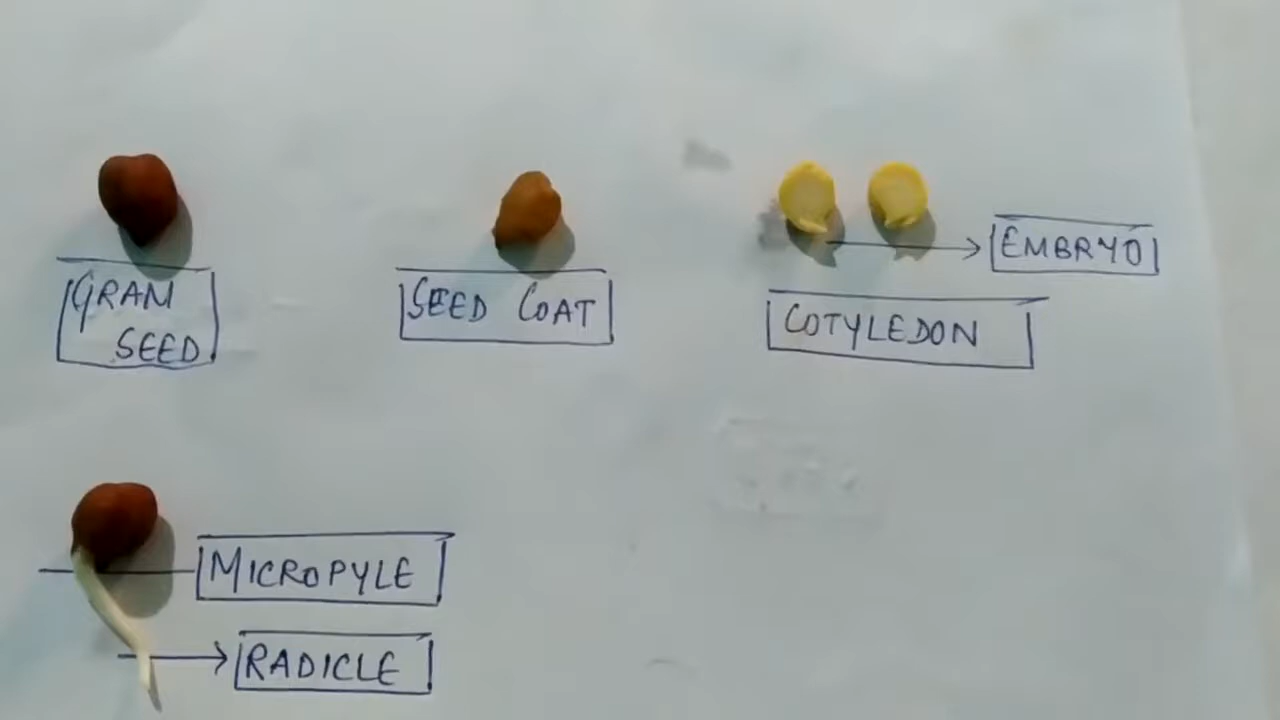 GRAM
SEED
SEED COAT
COTYLEDON
EMBRYO
MICROPYLE
RADICLE